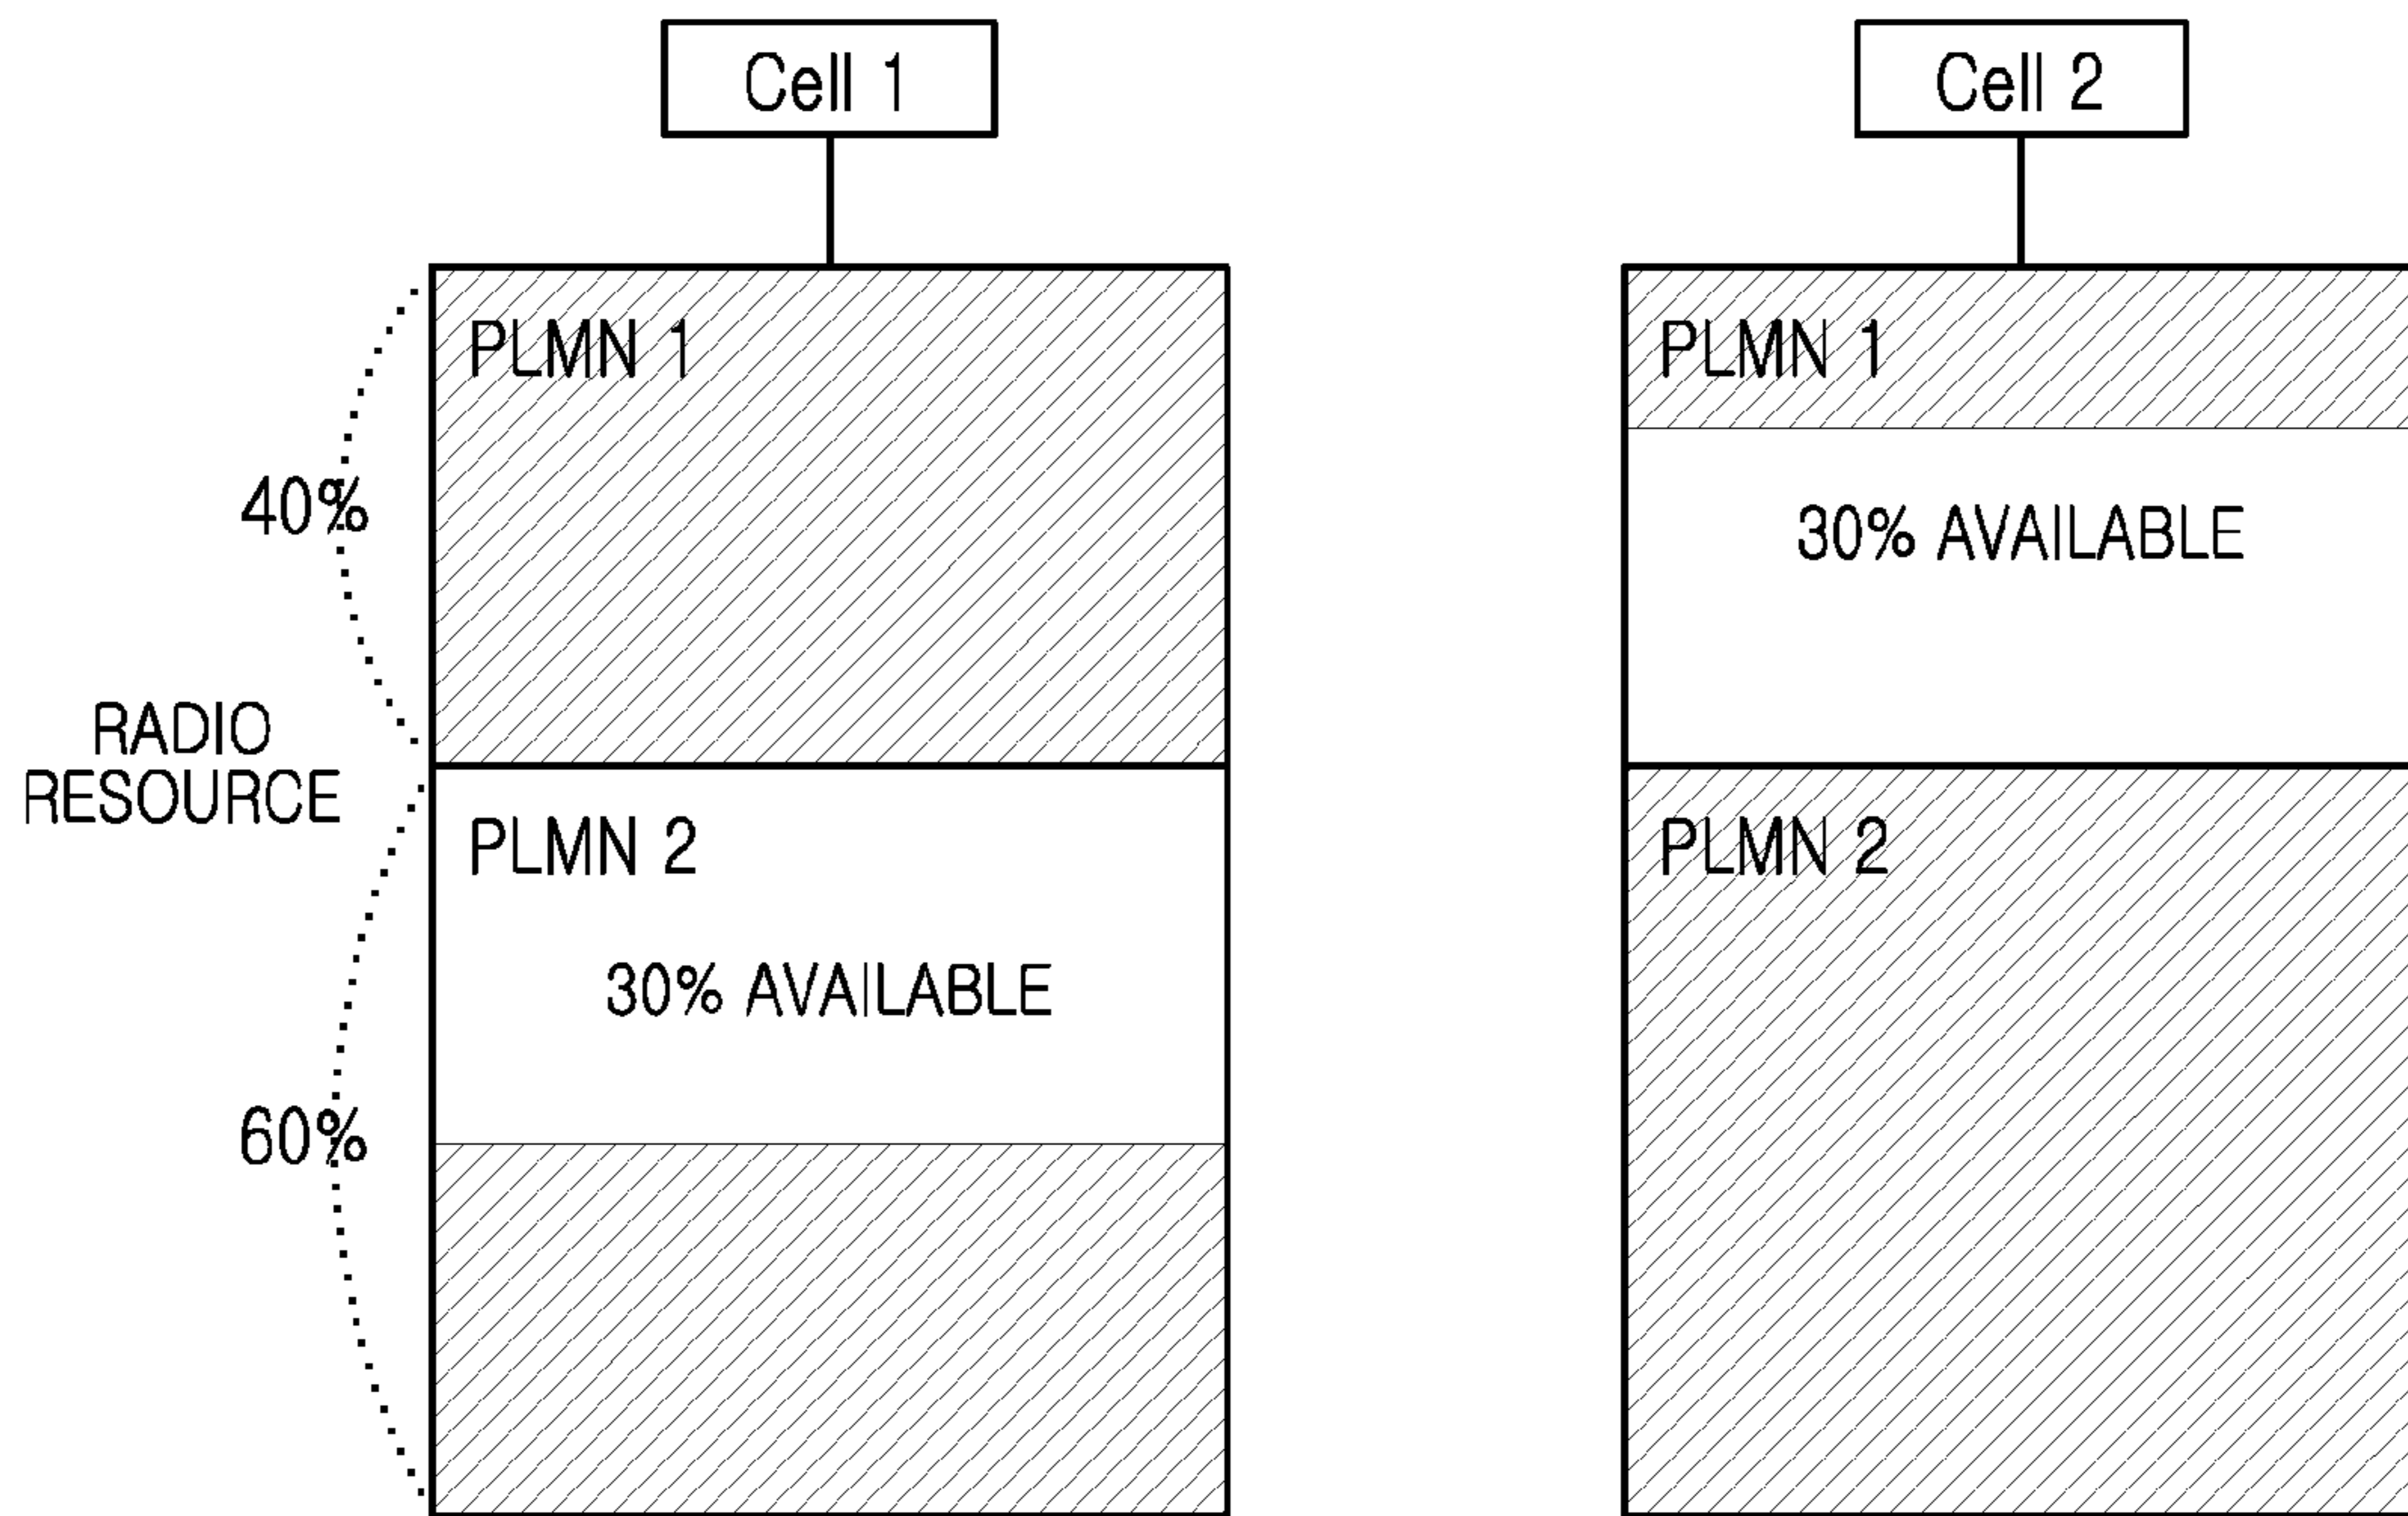 Cell 1
Cell 2
PLMN 1
PLMN 1
40%
30% AVAILABLE
RADIO
RESOURCE
PLMN 2
PLMN 2
30% AVAILABLE
60%